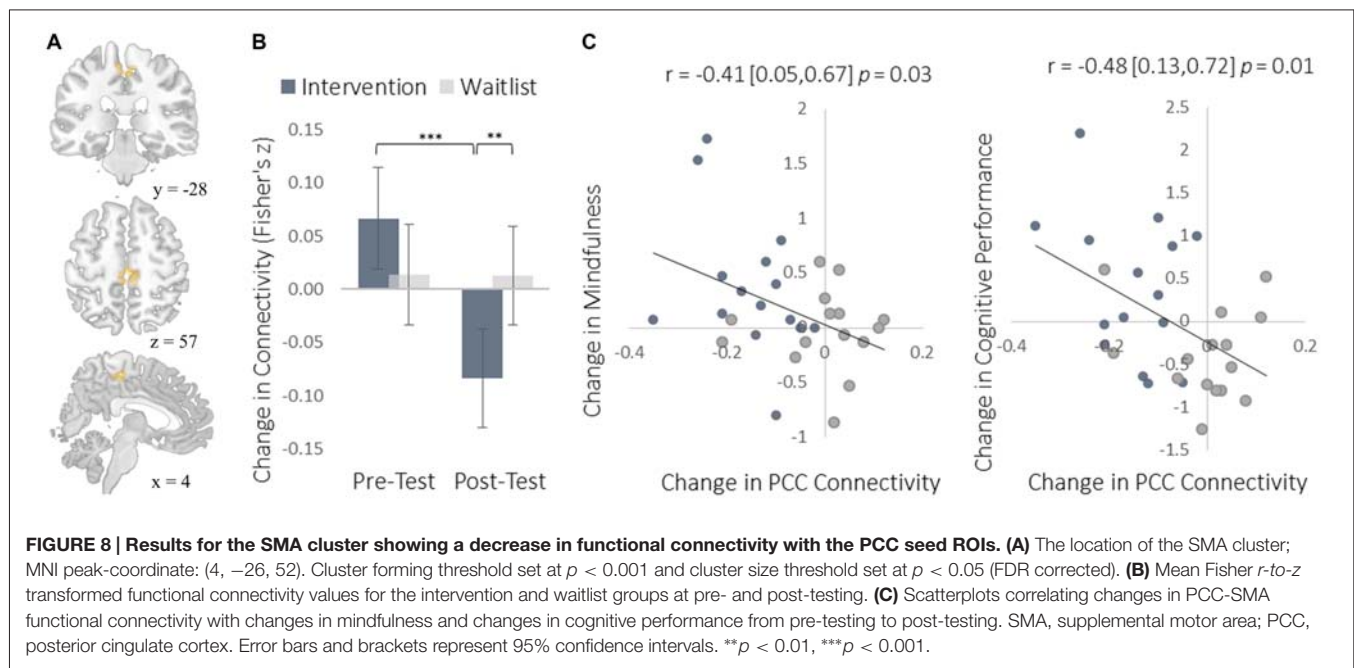 A
y = -28
z = 57
x = 4
B
Intervention Waitlist
Change in Connectivity (Fisher's z)
0.15
0.10
0.05
0.00
-0.05
-0.10
-0.15
*** **
Pre-Test Post-Test
C
r = -0.41 [0.05,0.67] p = 0.03
Change in Mindfulness
2
1.5
1
0.5
0
-0.5
-1
-0.4 -0.2 0 0.2
Change in PCC Connectivity
r = -0.48 [0.13,0.72] p = 0.01
Change in Cognitive Performance
2.5
2
1.5
1
0.5
0
-0.5
-1
-1.5
-0.4 -0.2 0 0.2
Change in PCC Connectivity
FIGURE 8 | Results for the SMA cluster showing a decrease in functional connectivity with the PCC seed ROIs. (A) The location of the SMA cluster;
MNI peak-coordinate: (4, −26, 52). Cluster forming threshold set at p < 0.001 and cluster size threshold set at p < 0.05 (FDR corrected). (B) Mean Fisher r-to-z
transformed functional connectivity values for the intervention and waitlist groups at pre- and post-testing. (C) Scatterplots correlating changes in PCC-SMA
functional connectivity with changes in mindfulness and changes in cognitive performance from pre-testing to post-testing. SMA, supplemental motor area; PCC,
posterior cingulate cortex. Error bars and brackets represent 95% confidence intervals. **p < 0.01, ***p < 0.001.